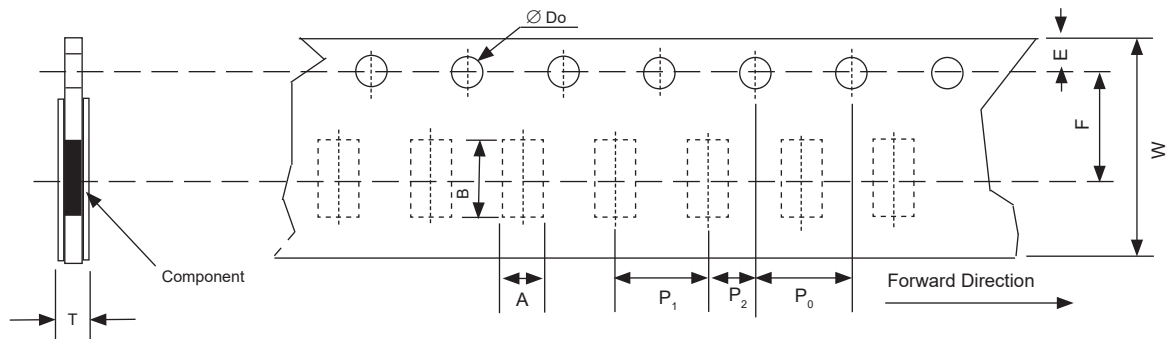 ∅ Do
E
F
W
B
Component
A
P₁
P₂
P₀
Forward Direction
T